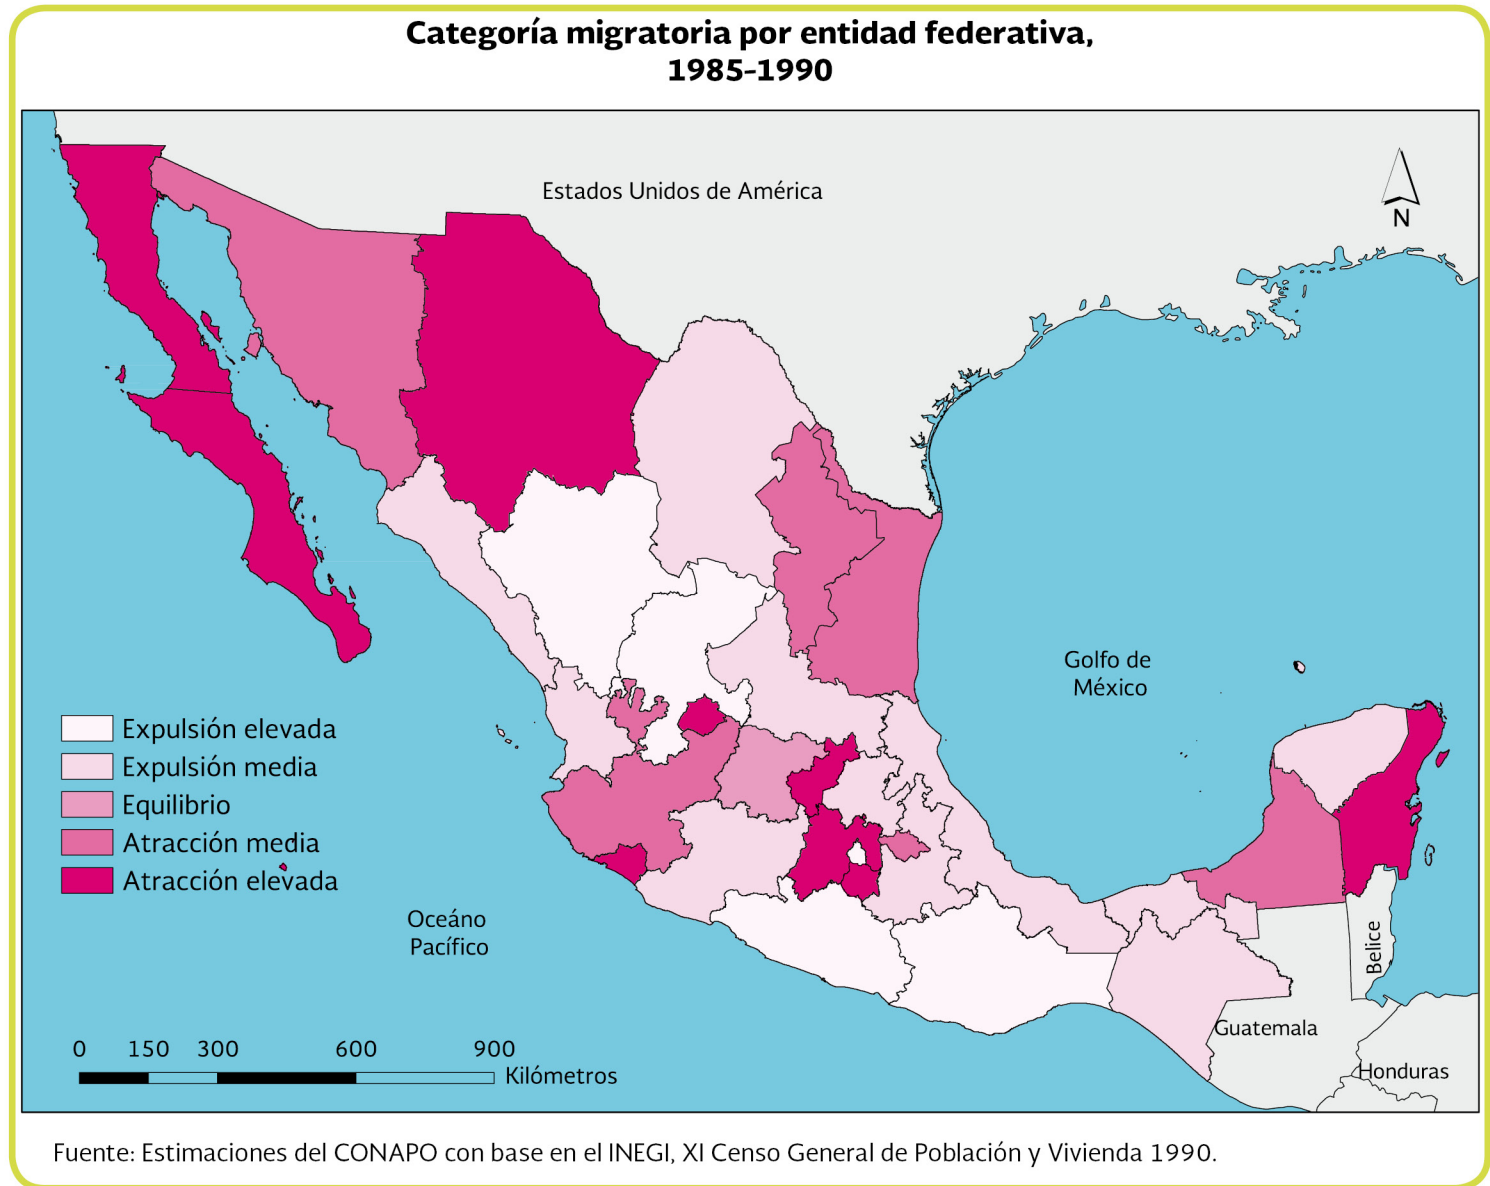 Categoría migratoria por entidad federativa,
1985-1990
Estados Unidos de América
N
Golfo de
México
Expulsión elevada
Expulsión media
Equilibrio
Atracción media
Atracción elevada
Oceáno
Pacífico
Belice
Guatemala
Honduras
0 150 300 600 900
Kilómetros
Fuente: Estimaciones del CONAPO con base en el INEGI, XI Censo General de Población y Vivienda 1990.